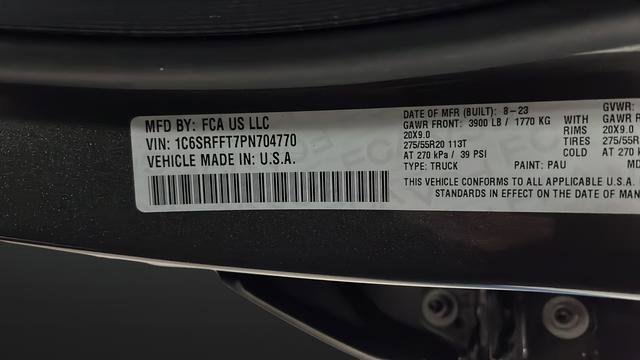 MFD BY: FCA US LLC
VIN: 1C6SRFFT7PN704770
VEHICLE MADE IN: U.S.A.
DATE OF MFR (BUILT): 8-23
GAWR FRONT: 3900 LB / 1770 KG WITH
20X9.0 RIMS
275/55R20 113T TIRES
AT 270 kPa / 39 PSI COLD
TYPE: TRUCK PAINT: PAU
THIS VEHICLE CONFORMS TO ALL APPLICABLE U.S.A.
STANDARDS IN EFFECT ON THE DATE OF MAN
GVWR:
GAWR R
20X9.0
275/55R
AT 270 k
MD